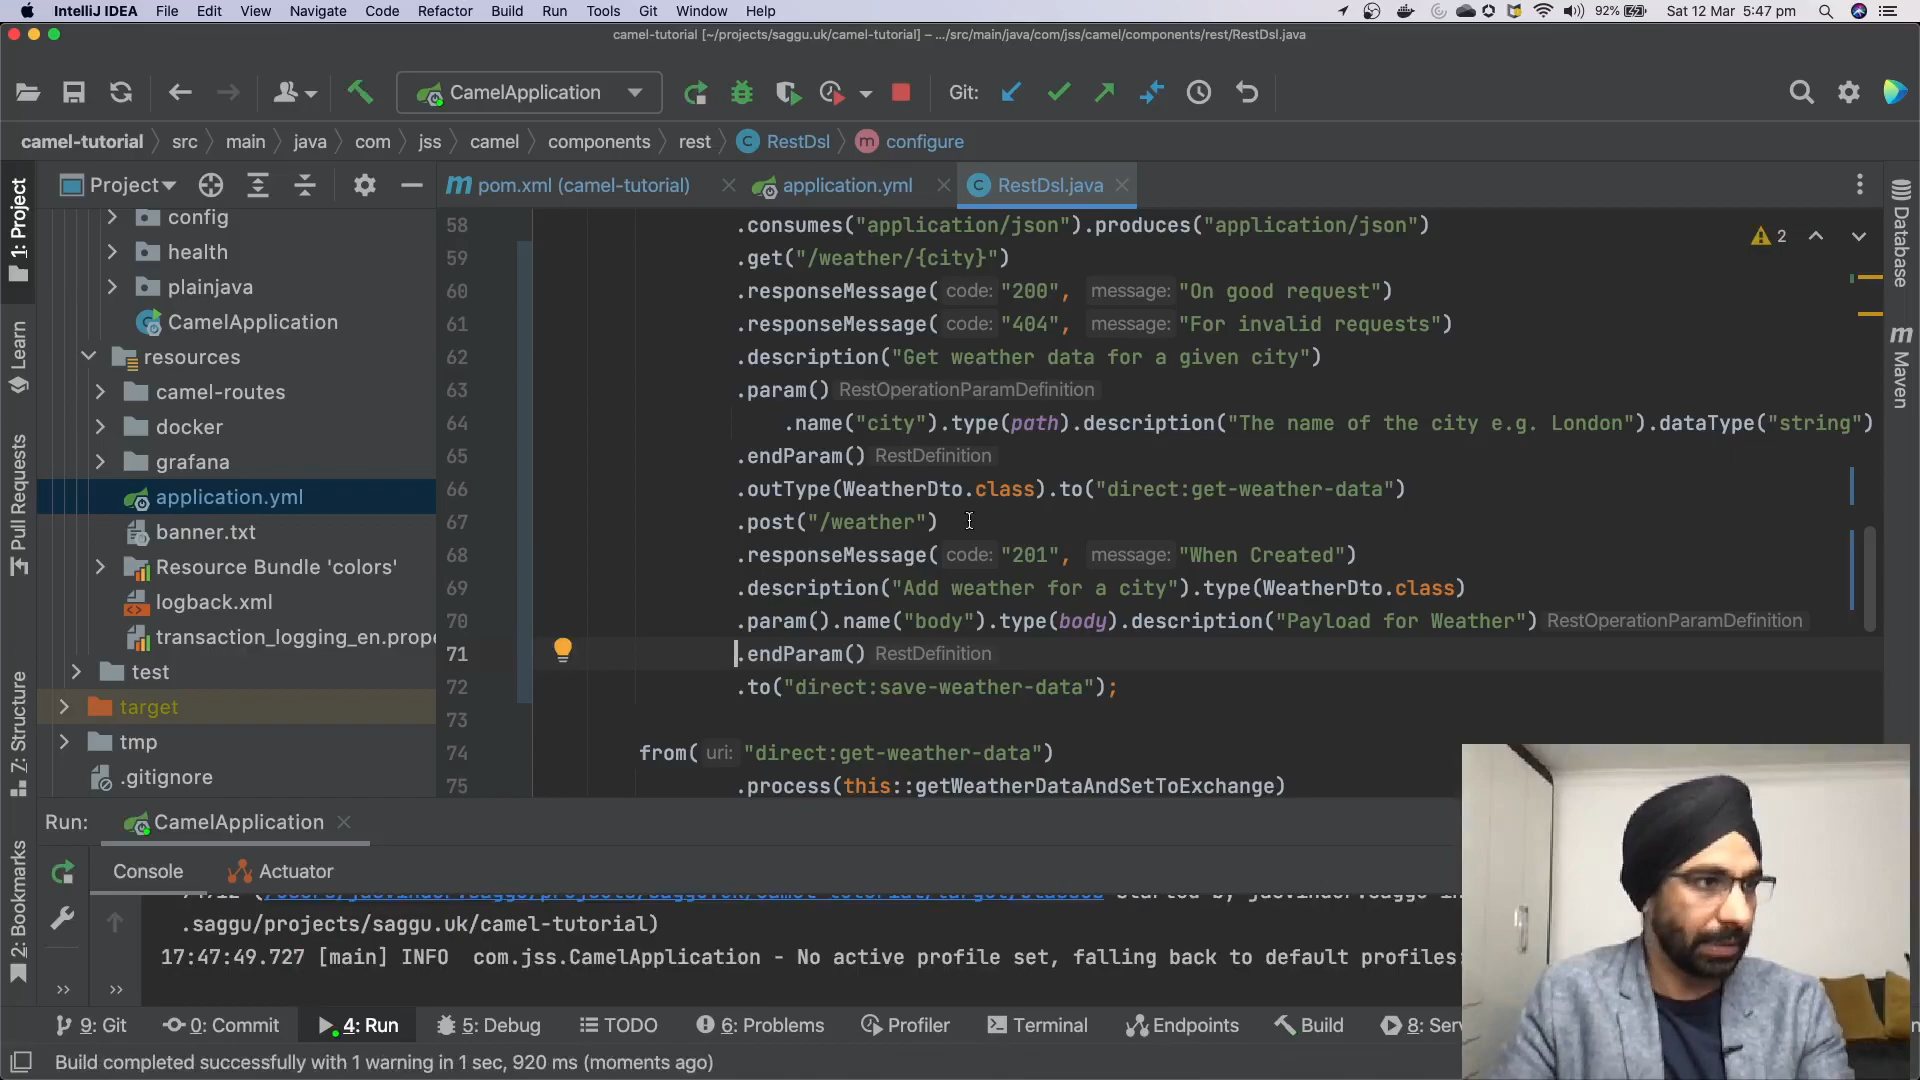 IntelliJ IDEA File Edit View Navigate Code Refactor Build Run Tools Git Window Help 92% Sat 12 Mar 5:47 pm
camel-tutorial [~/projects/saggu.uk/camel-tutorial] – .../src/main/java/com/jss/camel/components/rest/RestDsl.java
CamelApplication Git:
camel-tutorial src main java com jss camel components rest RestDsl configure
Project pom.xml (camel-tutorial) application.yml RestDsl.java
1: Project
Learn
Pull Requests
7: Structure
2: Bookmarks
config
health
plainjava
CamelApplication
resources
camel-routes
docker
grafana
application.yml
banner.txt
Resource Bundle 'colors'
logback.xml
transaction_logging_en.prope
test
target
tmp
.gitignore
58 .consumes("application/json").produces("application/json")
59 .get("/weather/{city}")
60 .responseMessage( code: "200", message: "On good request")
61 .responseMessage( code: "404", message: "For invalid requests")
62 .description("Get weather data for a given city")
63 .param() RestOperationParamDefinition
64 .name("city").type(path).description("The name of the city e.g. London").dataType("string")
65 .endParam() RestDefinition
66 .outType(WeatherDto.class).to("direct:get-weather-data")
67 .post("/weather")
68 .responseMessage( code: "201", message: "When Created")
69 .description("Add weather for a city").type(WeatherDto.class)
70 .param().name("body").type(body).description("Payload for Weather") RestOperationParamDefinition
71 .endParam() RestDefinition
72 .to("direct:save-weather-data");
73
74 from( uri: "direct:get-weather-data")
75 .process(this::getWeatherDataAndSetToExchange)
2
Database
Maven
Run: CamelApplication
Console Actuator
.saggu/projects/saggu.uk/camel-tutorial)
17:47:49.727 [main] INFO com.jss.CamelApplication - No active profile set, falling back to default profiles:
9: Git 0: Commit 4: Run 5: Debug TODO 6: Problems Profiler Terminal Endpoints Build 8: Serv
Build completed successfully with 1 warning in 1 sec, 920 ms (moments ago)